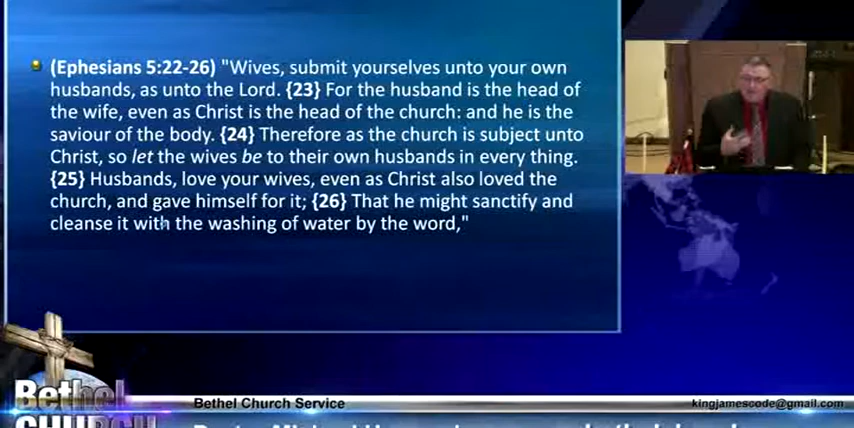 (Ephesians 5:22-26) "Wives, submit yourselves unto your own
husbands, as unto the Lord. {23} For the husband is the head of
the wife, even as Christ is the head of the church: and he is the
saviour of the body. {24} Therefore as the church is subject unto
Christ, so let the wives be to their own husbands in every thing.
{25} Husbands, love your wives, even as Christ also loved the
church, and gave himself for it; {26} That he might sanctify and
cleanse it with the washing of water by the word,"
Bethel
CHURCH
Bethel Church Service
kingjamescode@gmail.com